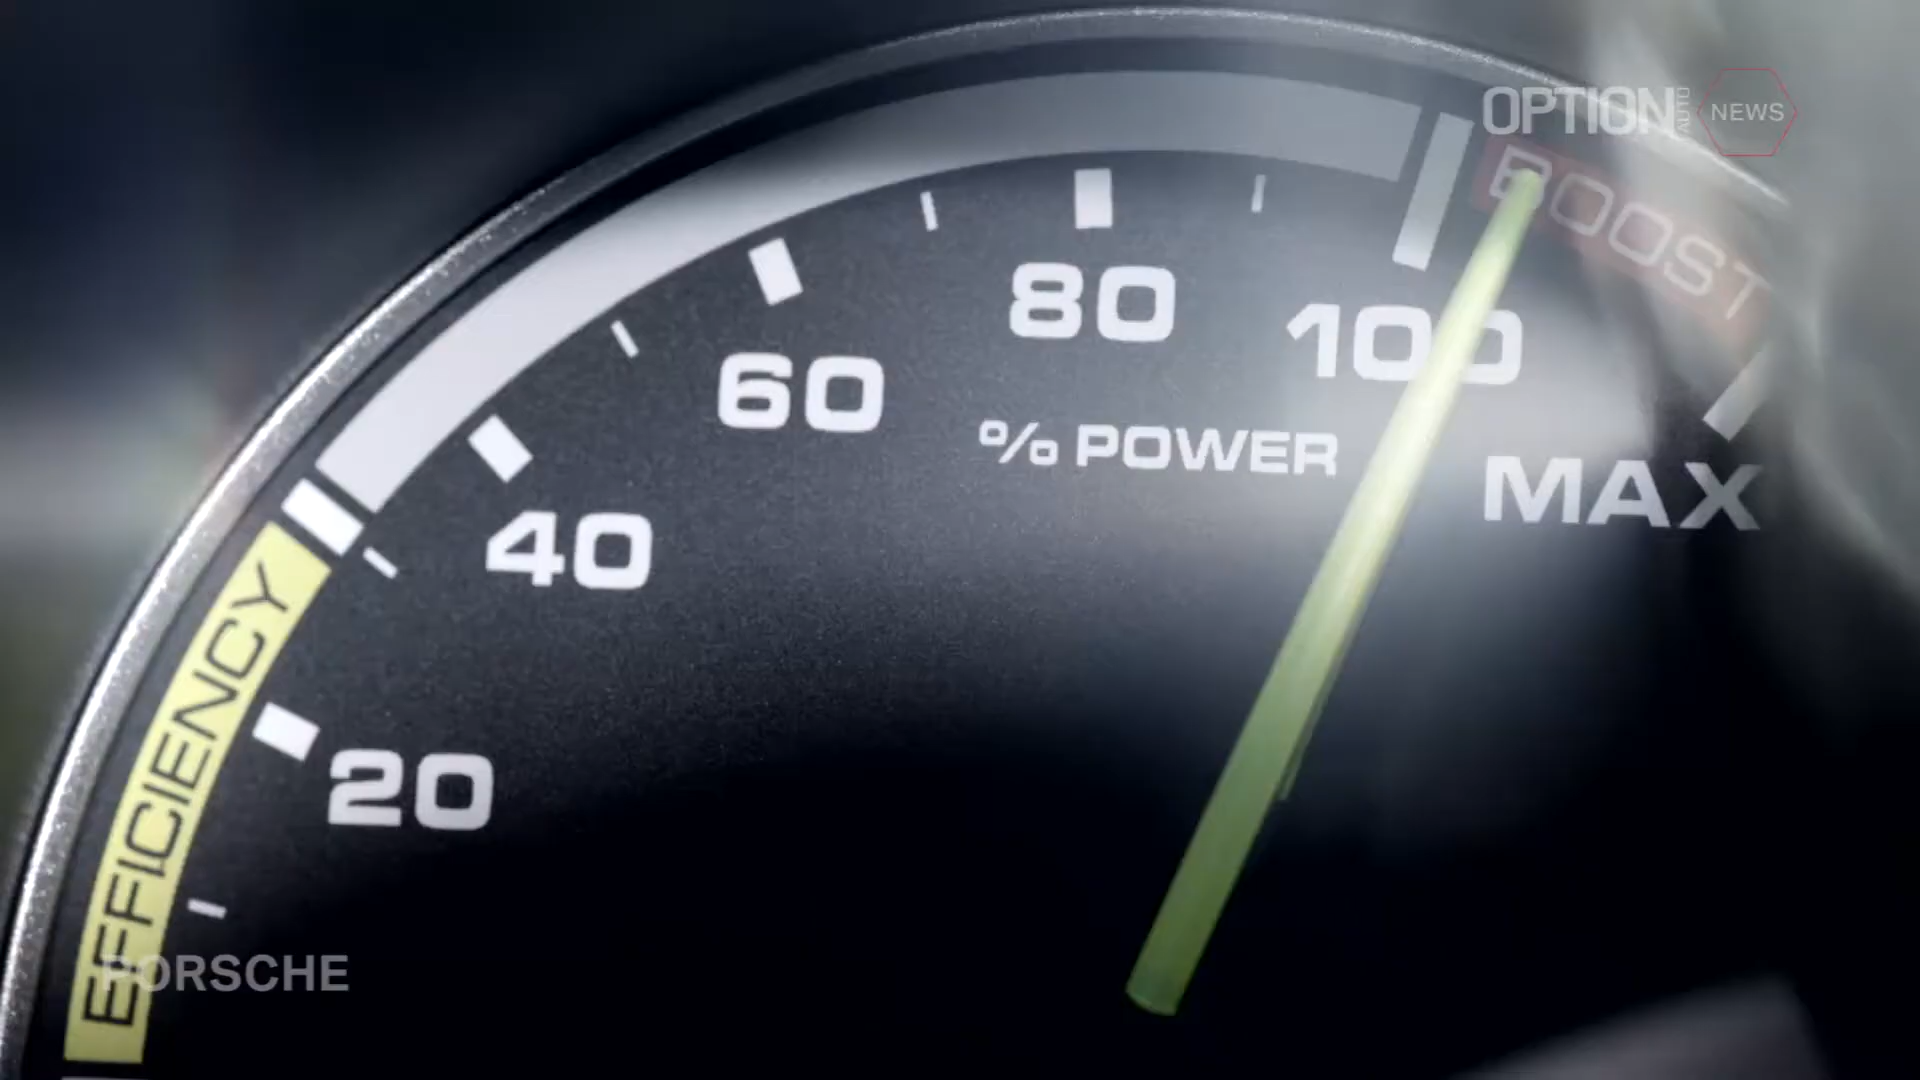 OPTION AUTO NEWS
BOOST
80
100
60
% POWER
MAX
40
EFFICIENCY
20
PORSCHE